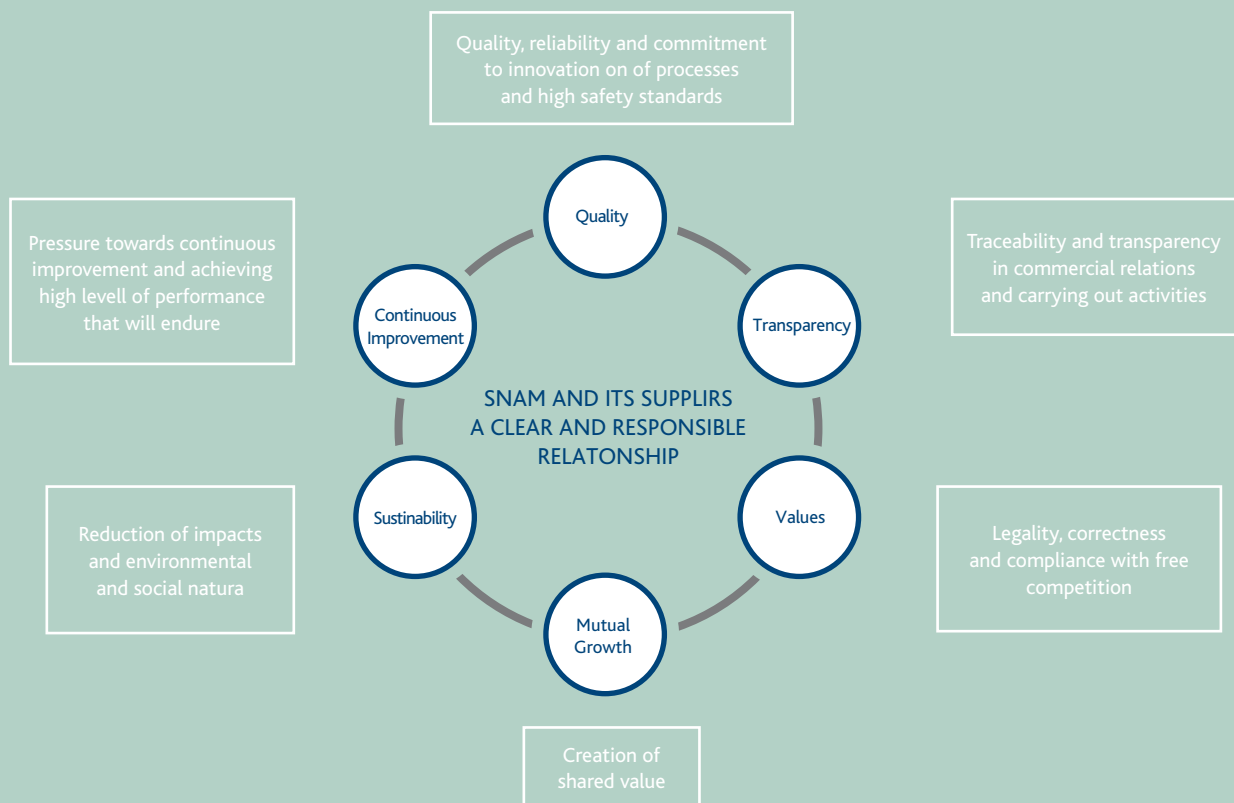 Quality, reliability and commitment
to innovation on of processes
and high safety standards
Quality
Pressure towards continuous
improvement and achieving
high levell of performance
that will endure
Continuous
Improvement
Transparency
Traceability and transparency
in commercial relations
and carrying out activities
SNAM AND ITS SUPPLIRS
A CLEAR AND RESPONSIBLE
RELATONSHIP
Reduction of impacts
and environmental
and social natura
Sustinability
Values
Legality, correctness
and compliance with free
competition
Mutual
Growth
Creation of
shared value